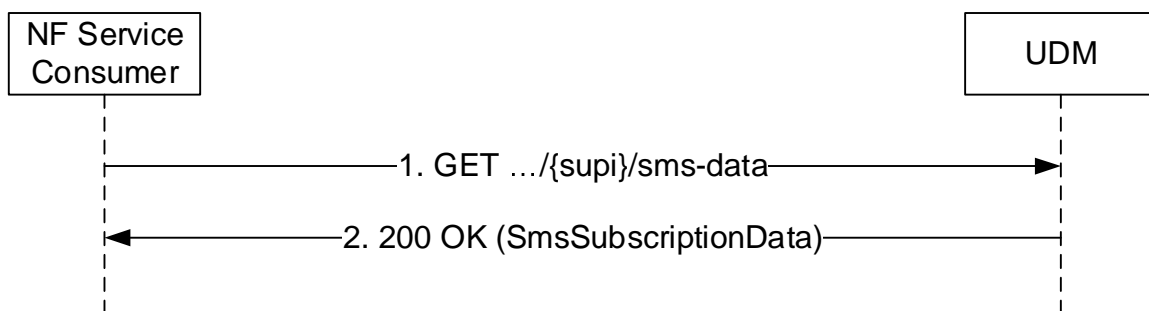 NF Service
Consumer
UDM
1. GET …/{supi}/sms-data
2. 200 OK (SmsSubscriptionData)